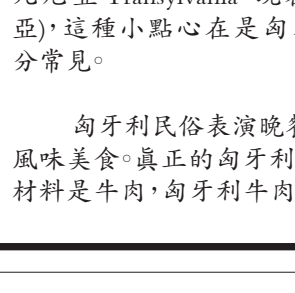 Transylvania
亞),這種小點心在是匈
分常見。
匈牙利民俗表演晚
風味美食。眞正的匈牙利
材料是牛肉,匈牙利牛肉